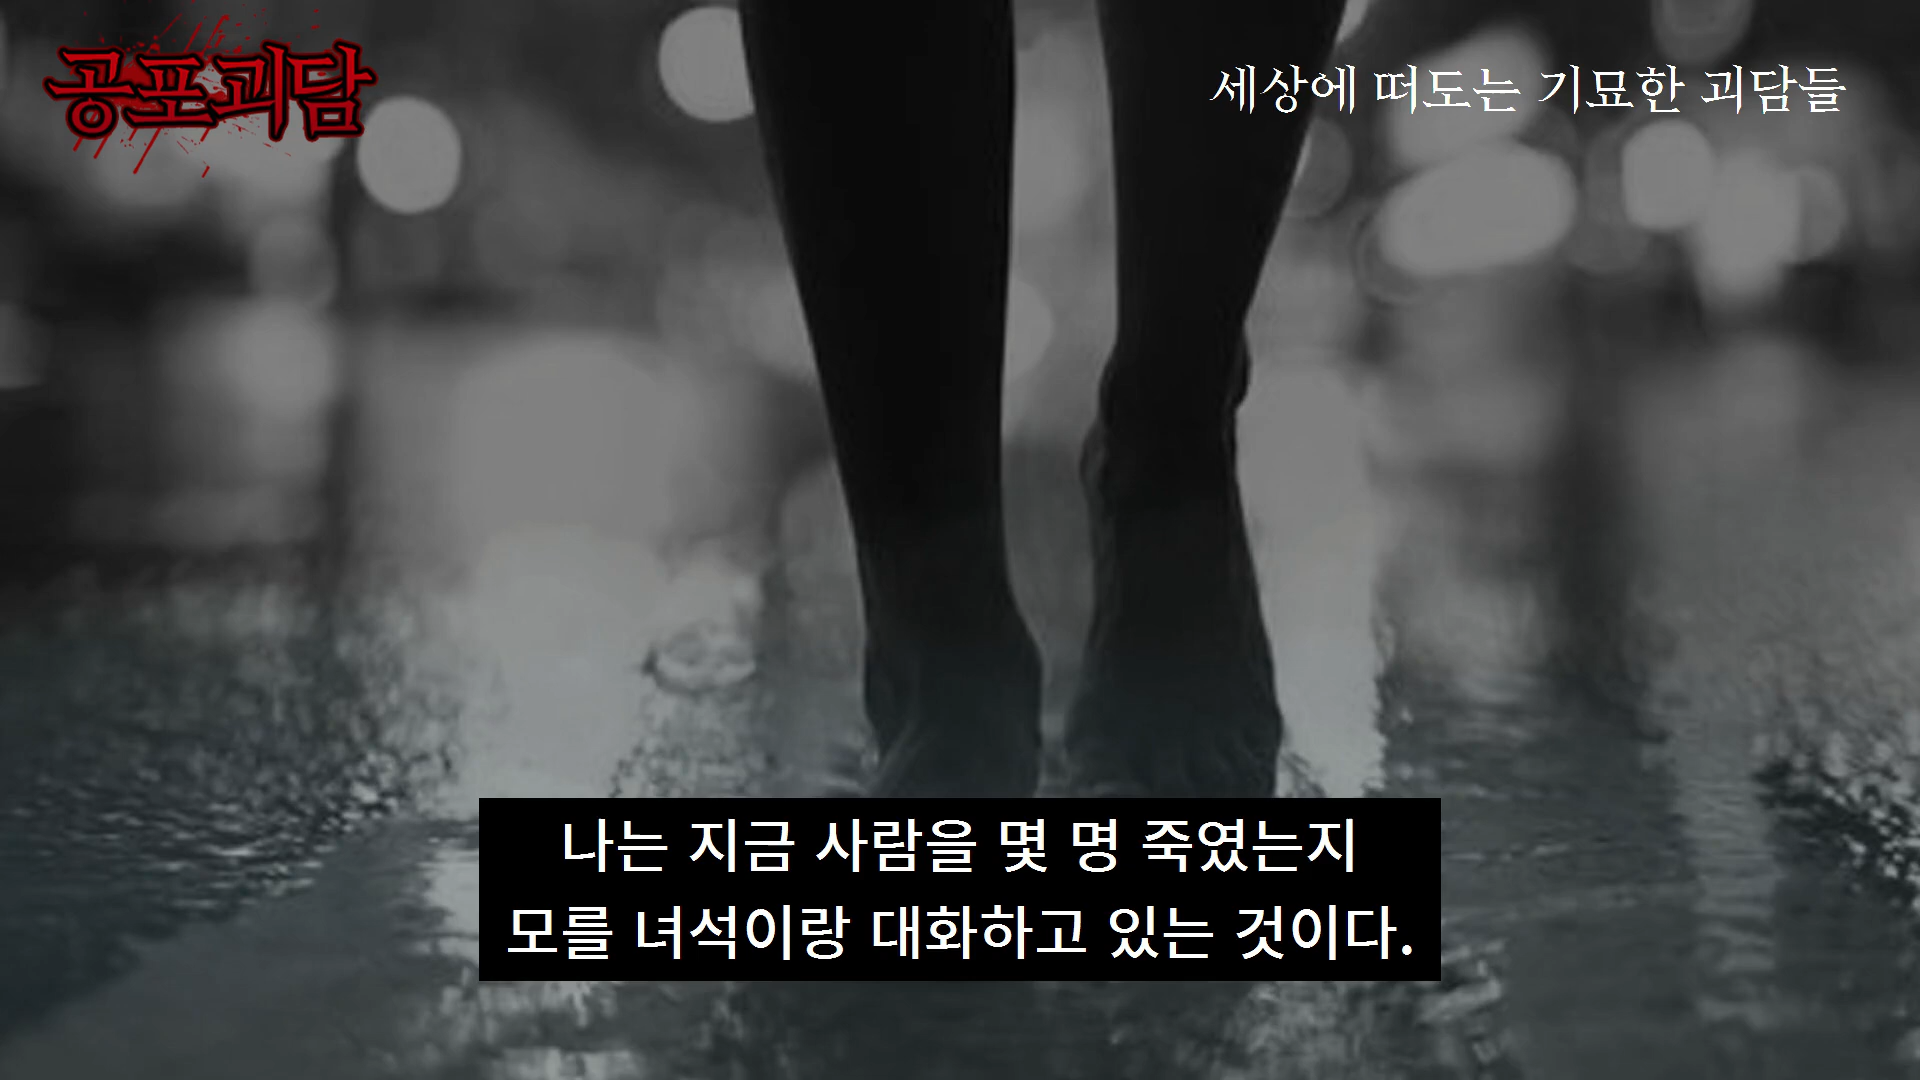 공포괴담
세상에 떠도는 기묘한 괴담들
나는 지금 사람을 몇 명 죽였는지
모를 녀석이랑 대화하고 있는 것이다.